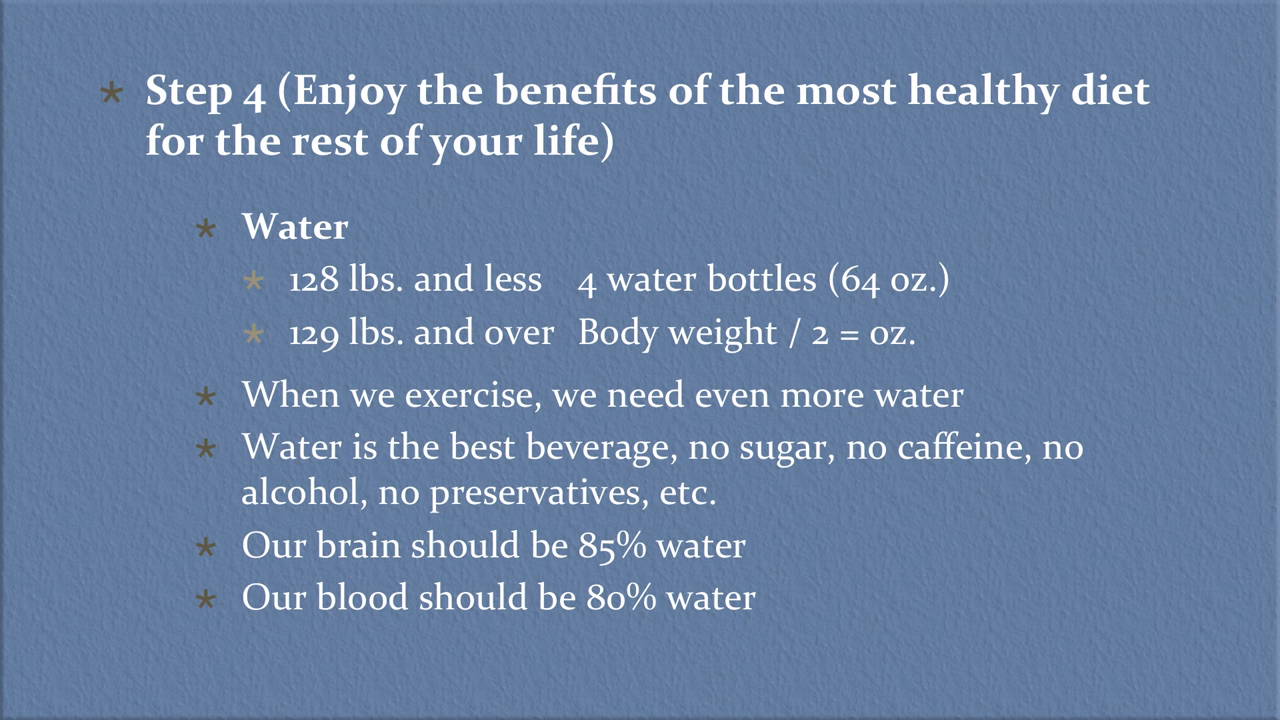 * Step 4 (Enjoy the benefits of the most healthy diet
for the rest of your life)
* Water
* 128 lbs. and less 4 water bottles (64 oz.)
* 129 lbs. and over Body weight / 2 = oz.
* When we exercise, we need even more water
* Water is the best beverage, no sugar, no caffeine, no
alcohol, no preservatives, etc.
* Our brain should be 85% water
* Our blood should be 80% water